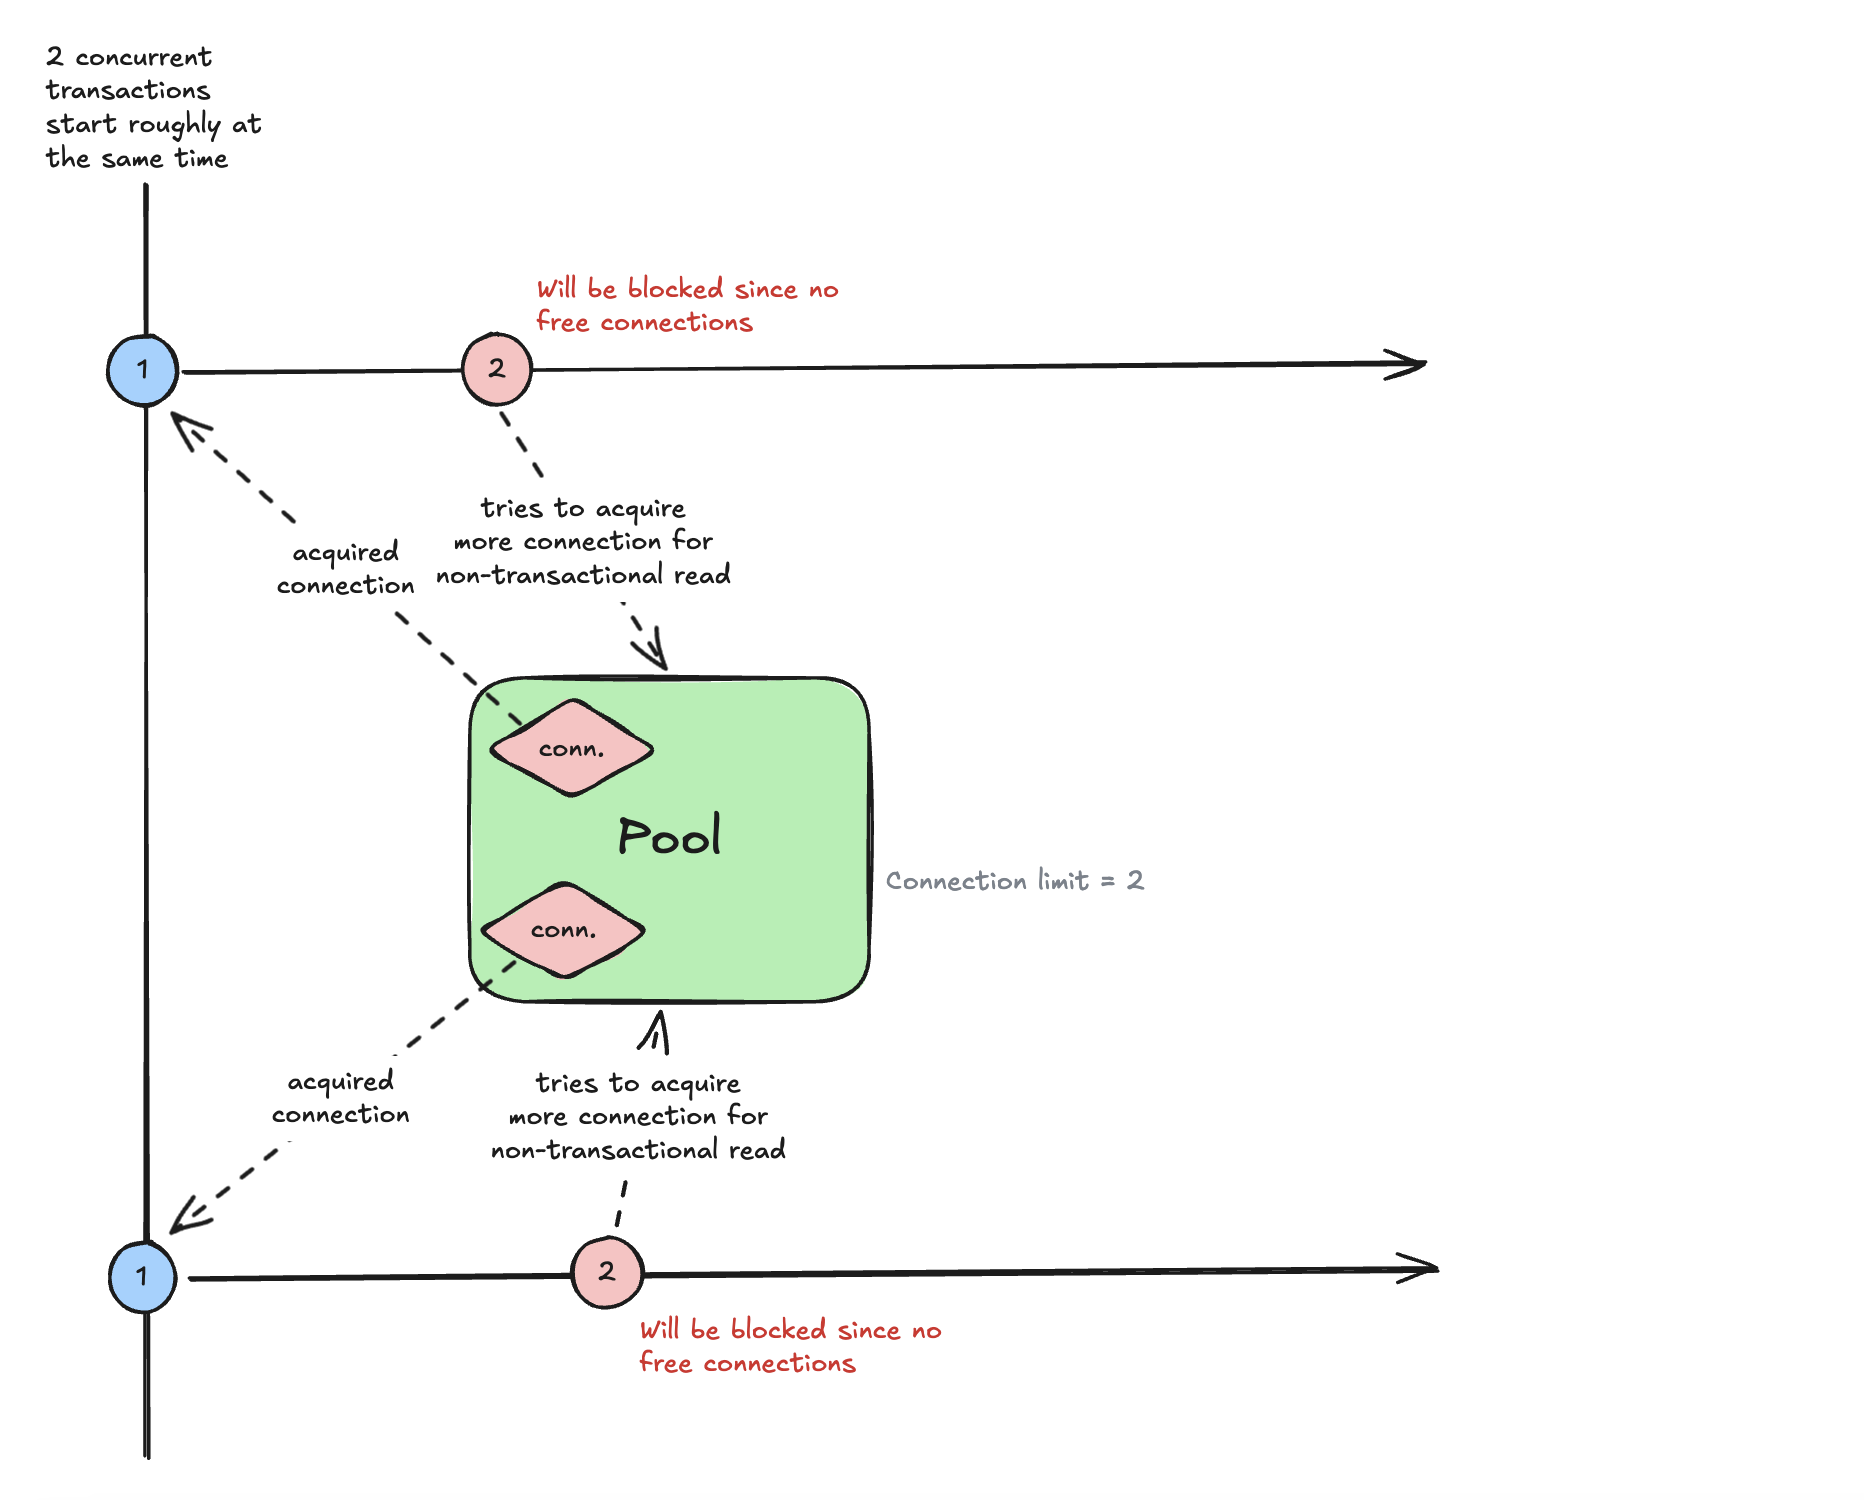 2 concurrent
transactions
start roughly at
the same time
Will be blocked since no
free connections
1
2
tries to acquire
more connection for
non-transactional read
acquired
connection
conn.
Pool
Connection limit = 2
conn.
acquired
connection
tries to acquire
more connection for
non-transactional read
1
2
Will be blocked since no
free connections